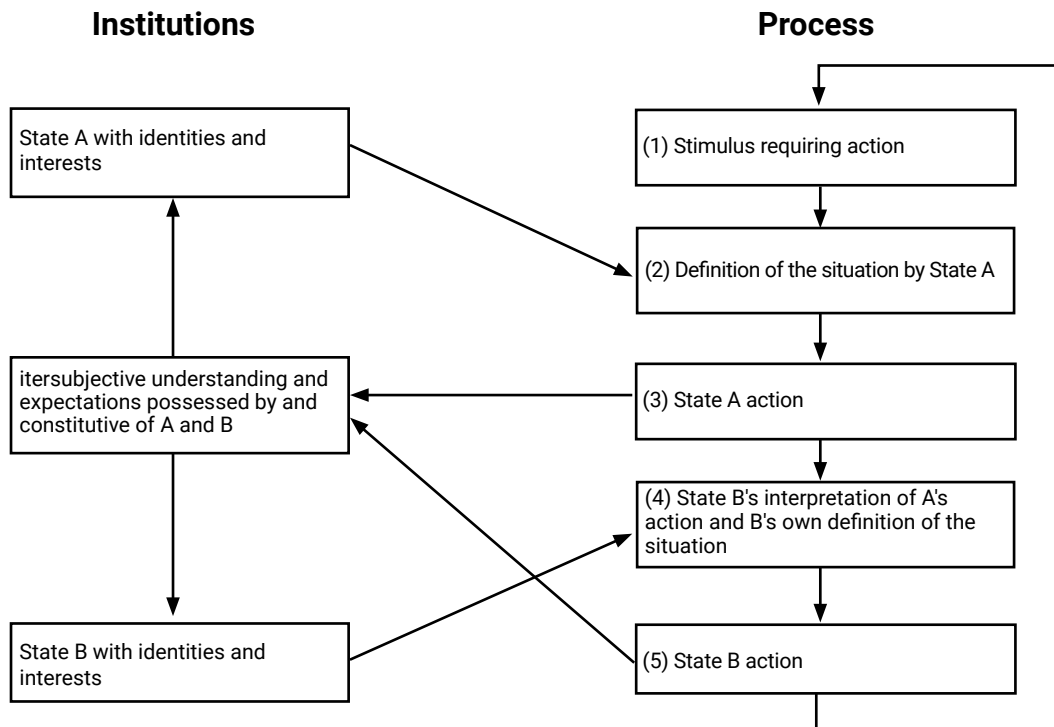 Institutions
Process
State A with identities and
interests
(1) Stimulus requiring action
(2) Definition of the situation by State A
itersubjective understanding and
expectations possessed by and
constitutive of A and B
(3) State A action
(4) State B's interpretation of A's
action and B's own definition of the
situation
State B with identities and
interests
(5) State B action